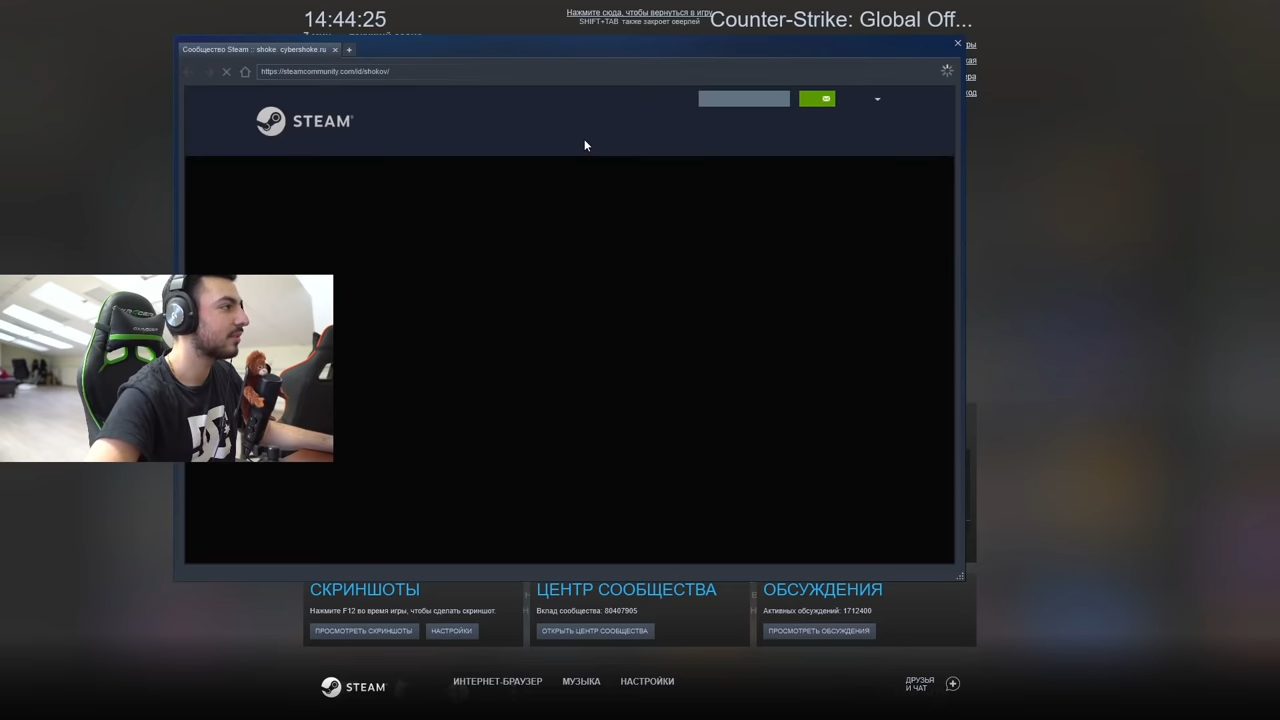 14:44:25
Нажмите сюда, чтобы вернуться в игру
SHIFT+TAB также закроет оверлей
Counter-Strike: Global Off...
Сообщество Steam :: shoke cybershoke.ru
https://steamcommunity.com/id/shokov/
STEAM
СКРИНШОТЫ
Нажмите F12 во время игры, чтобы сделать скриншот.
ПРОСМОТРЕТЬ СКРИНШОТЫ
НАСТРОЙКИ
ЦЕНТР СООБЩЕСТВА
Вклад сообщества: 80407905
ОТКРЫТЬ ЦЕНТР СООБЩЕСТВА
ОБСУЖДЕНИЯ
Активных обсуждений: 1712400
ПРОСМОТРЕТЬ ОБСУЖДЕНИЯ
STEAM
ИНТЕРНЕТ-БРАУЗЕР
МУЗЫКА
НАСТРОЙКИ
ДРУЗЬЯ
И ЧАТ